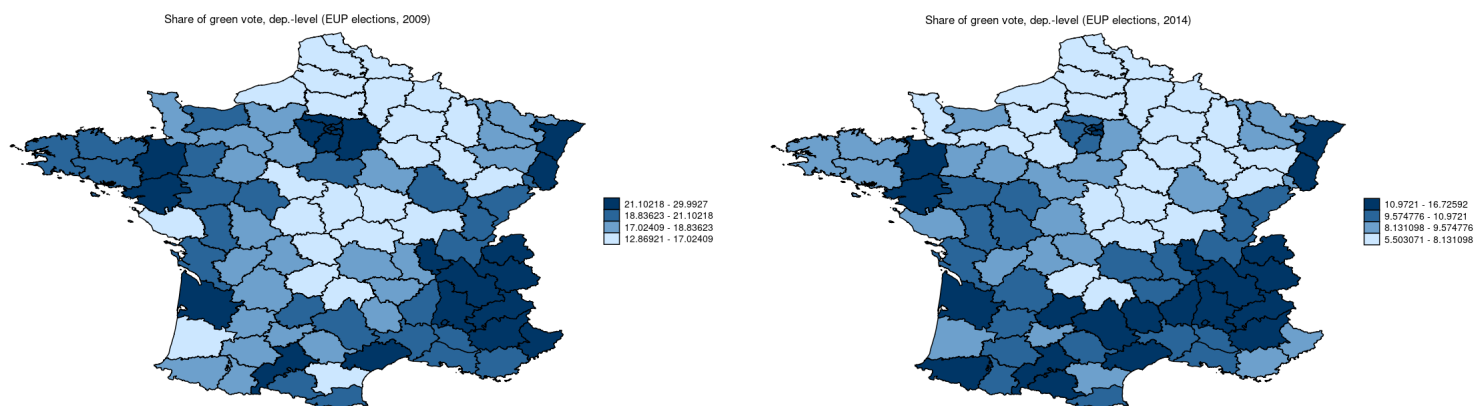 Share of green vote, dep.-level (EUP elections, 2009)
21.10218 - 29.9927
18.83623 - 21.10218
17.02409 - 18.83623
12.86921 - 17.02409
Share of green vote, dep.-level (EUP elections, 2014)
10.9721 - 16.72592
9.574776 - 10.9721
8.131098 - 9.574776
5.503071 - 8.131098